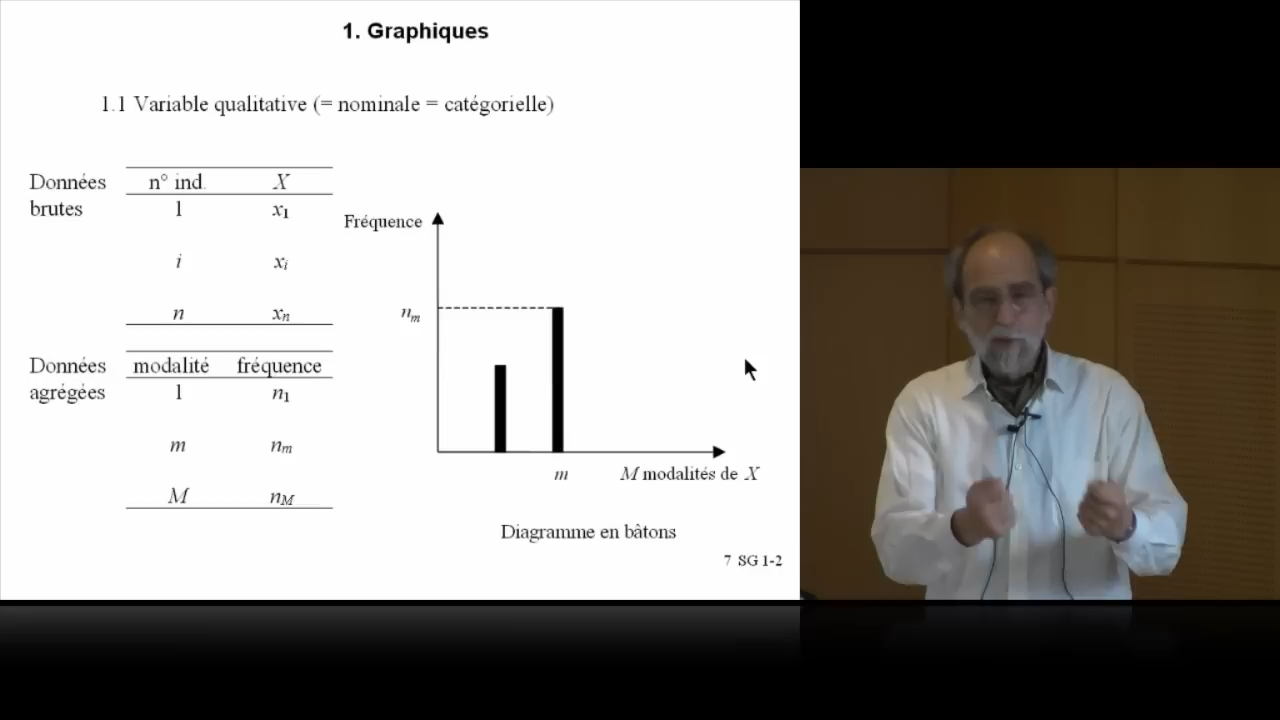 1. Graphiques
1.1 Variable qualitative (= nominale = catégorielle)
Données brutes
n° ind. X
1 x1
i xi
n xn
Données agrégées
modalité fréquence
1 n1
m nm
M nM
Fréquence
nm
m
M modalités de X
Diagramme en bâtons
7 SG 1-2